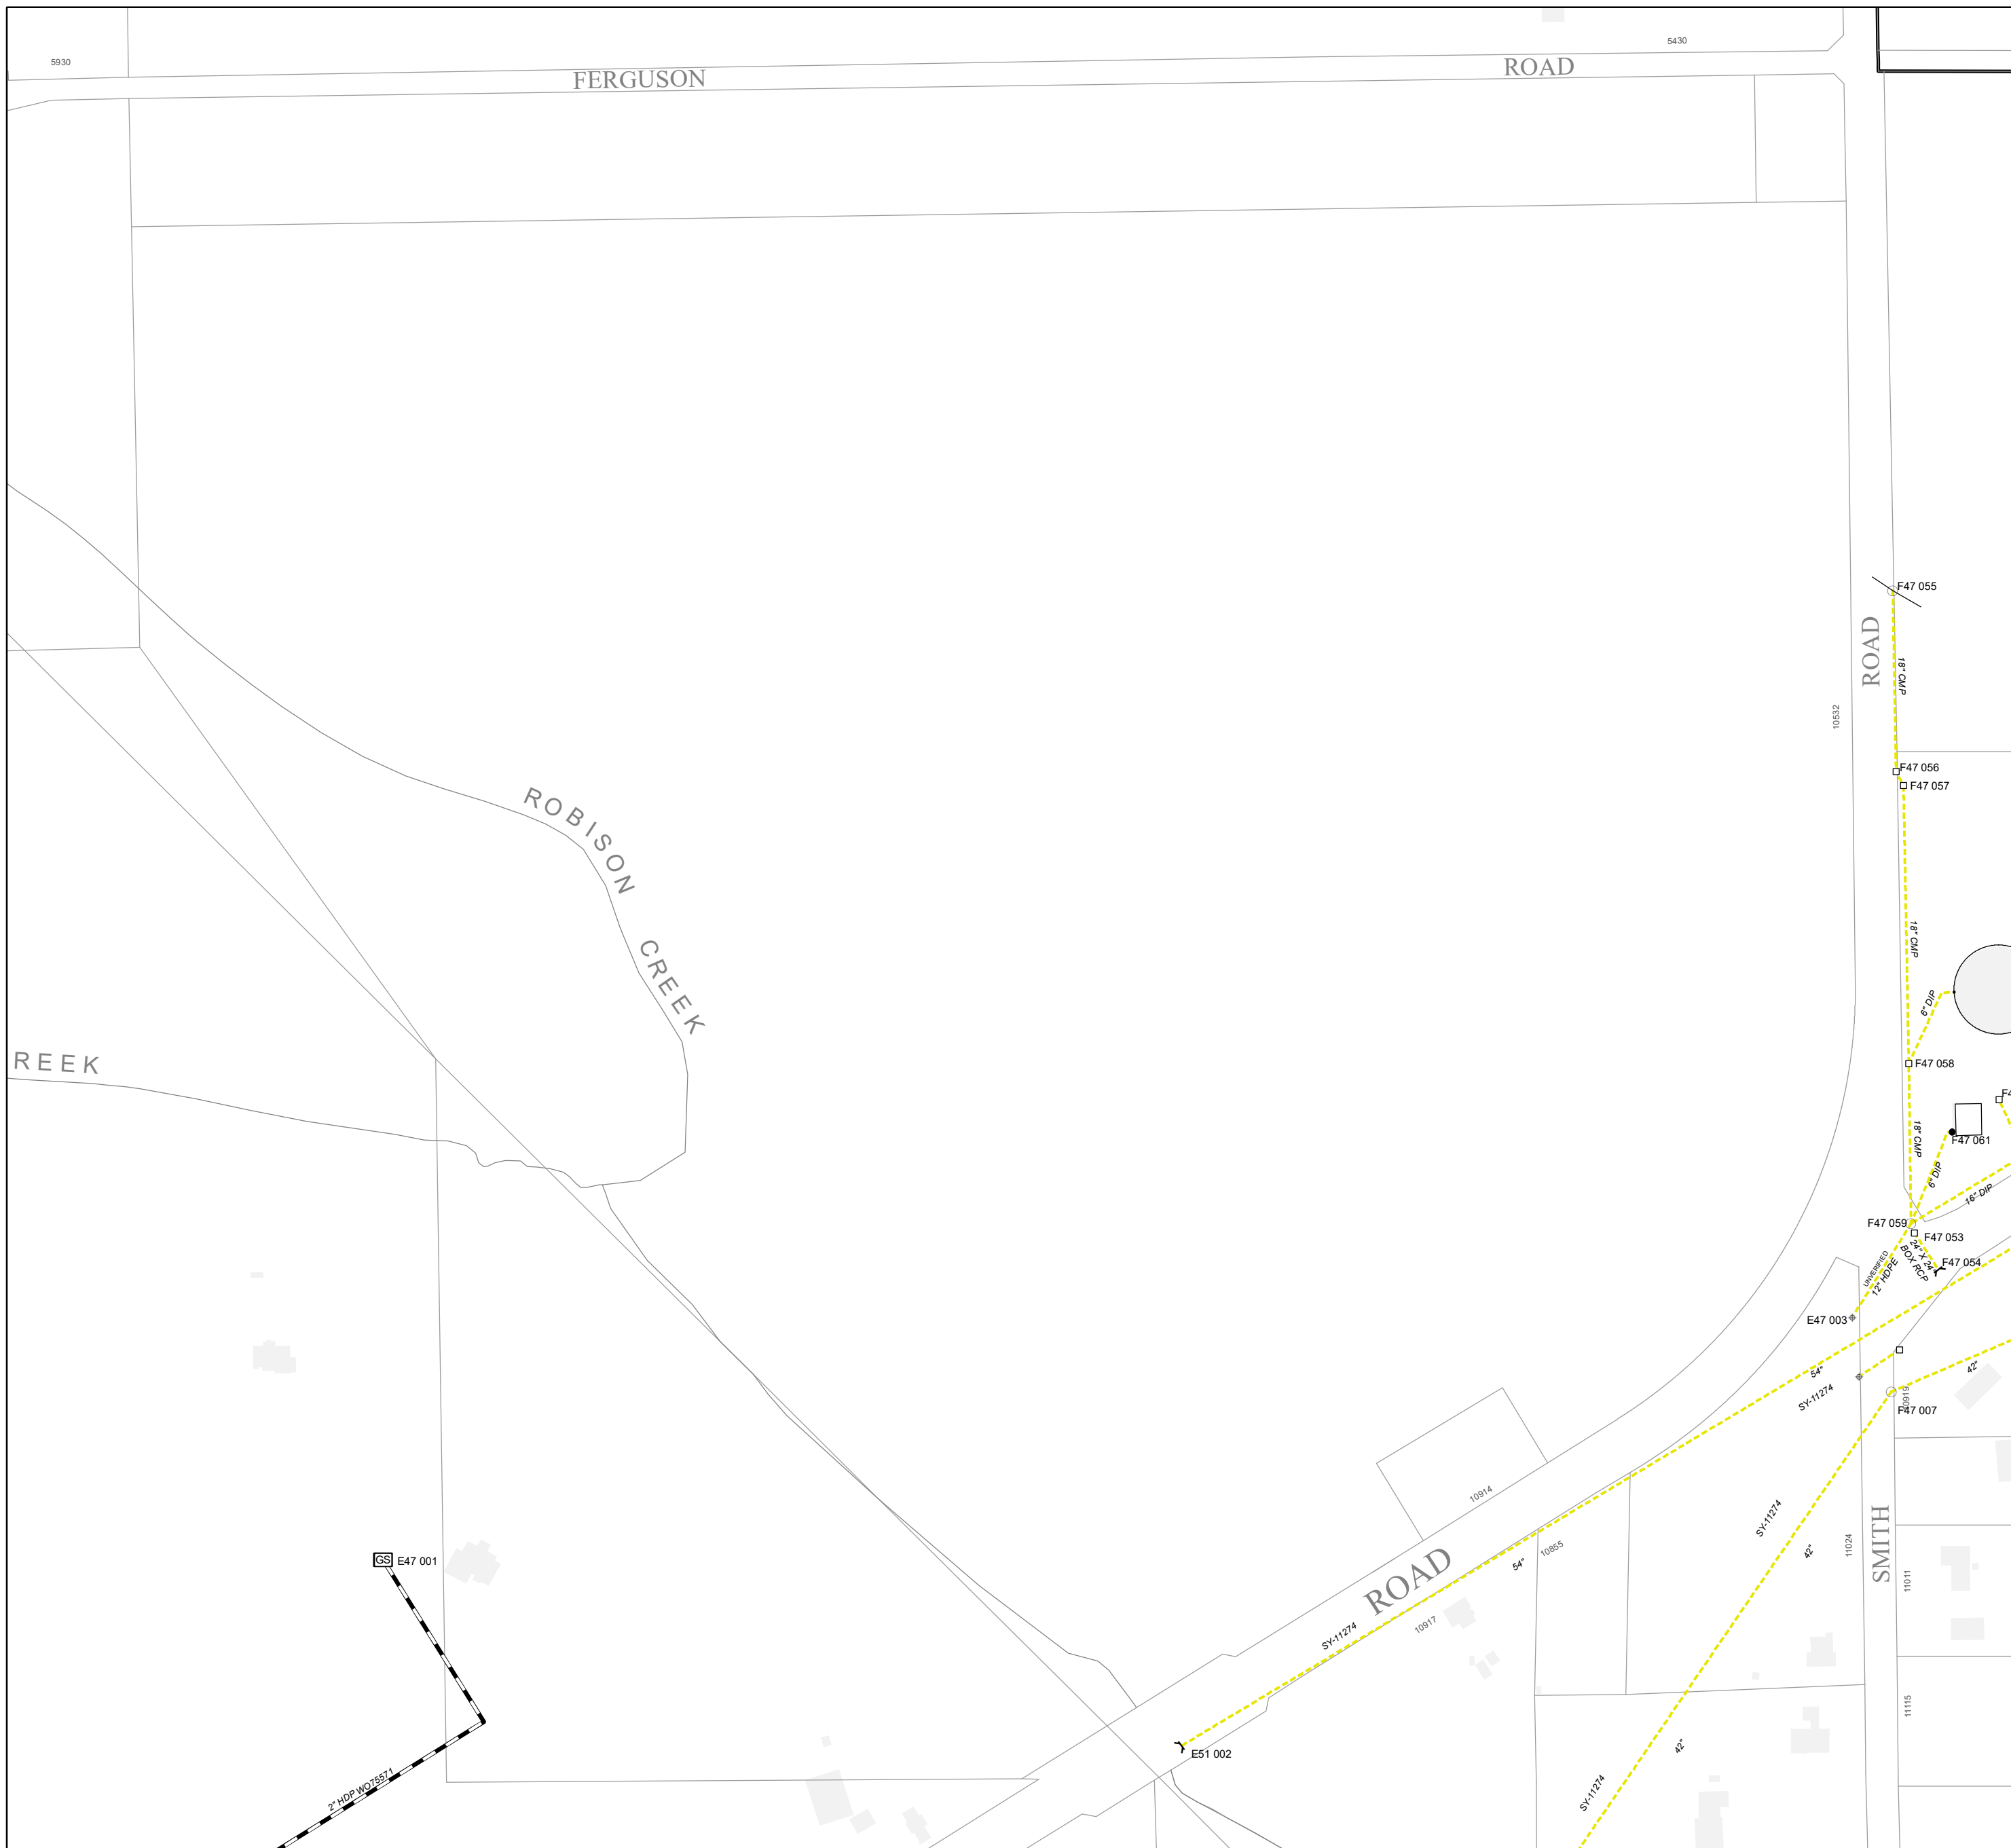 5930
5430
FERGUSON
ROAD
F47 055
ROAD
18" CMP
10532
F47 056
F47 057
ROBISON
CREEK
18" CMP
6" DIP
REEK
F47 058
18" CMP
F47 061
6" DIP
16" DIP
F47 059
F47 053
24" X 24"
BOX RCP
F47 054
UNVERIFIED
12" HDPE
E47 003
54"
SY-11274
42"
F47 007
10914
SY-11274
42"
SMITH
11024
10855
54"
ROAD
GS
E47 001
11011
10917
SY-11274
11115
42"
E51 002
2" HDP WO75571
SY-11274